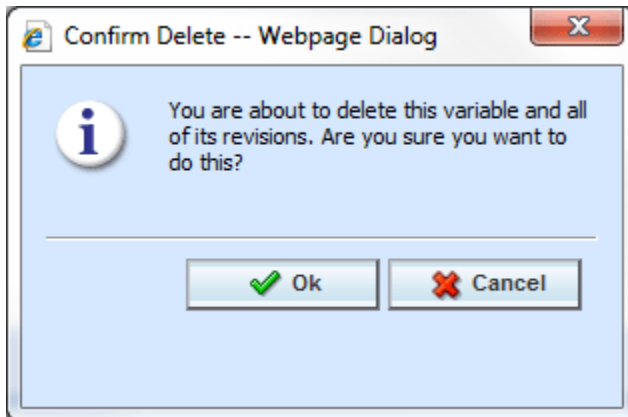 Confirm Delete -- Webpage Dialog
You are about to delete this variable and all
of its revisions. Are you sure you want to
do this?
Ok
Cancel